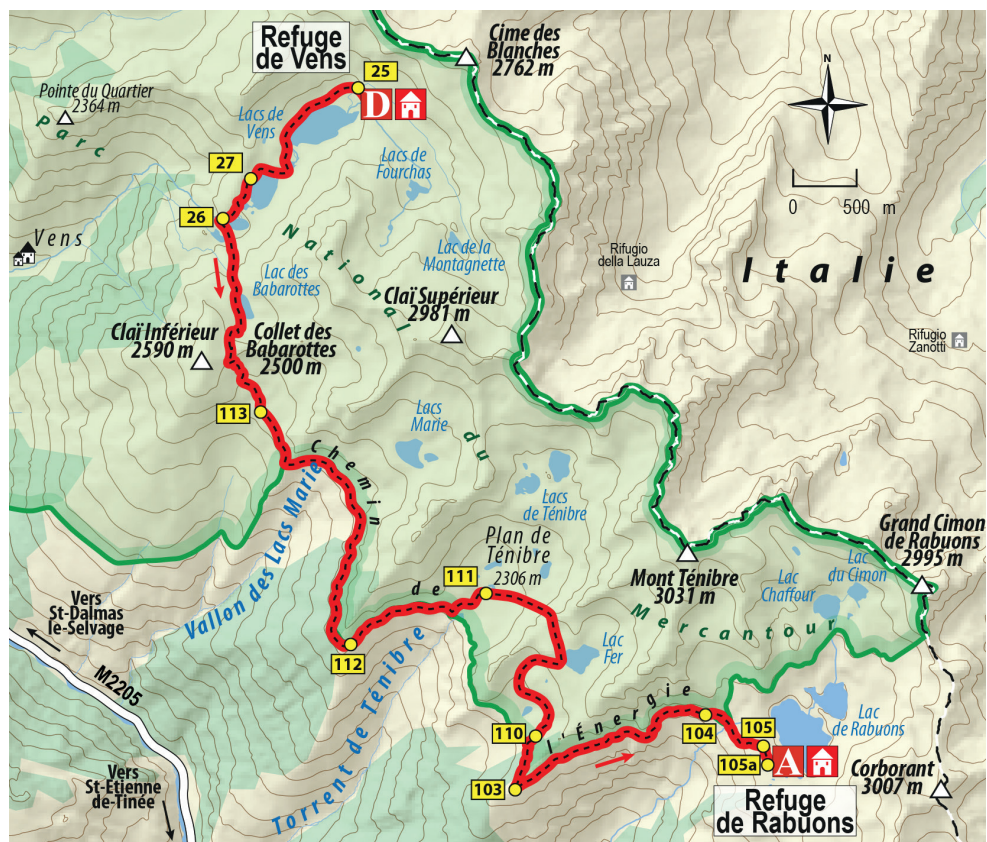 Refuge
de Vens
25
D
Cime des
Blanches
2762 m
N
Pointe du Quartier
2364 m
Parc
Lacs de
Vens
Lacs de
Fourchas
27
26
0 500 m
Vens
National
Lac de la
Montagnette
Rifugio
della Lauza
Italie
Lac des
Babarottes
Claï Supérieur
2981 m
Claï Inférieur
2590 m
Collet des
Babarottes
2500 m
Rifugio
Zanotti
113
Lacs
Marie
du
Chemin
Vallon des Lacs Marie
Lacs
de Ténibre
Plan de
Ténibre
2306 m
111
de
Grand Cimon
de Rabuons
2995 m
Lac
du Cimon
Lac
Chaffour
Mont Ténibre
3031 m
Mercantour
Vers
St-Dalmas
le-Selvage
112
Lac
Fer
M2205
Torrent de Ténibre
l'Énergie
110
104
105
105a
A
Lac
de Rabuons
103
Vers
St-Etienne
de-Tinée
Corborant
3007 m
Refuge
de Rabuons